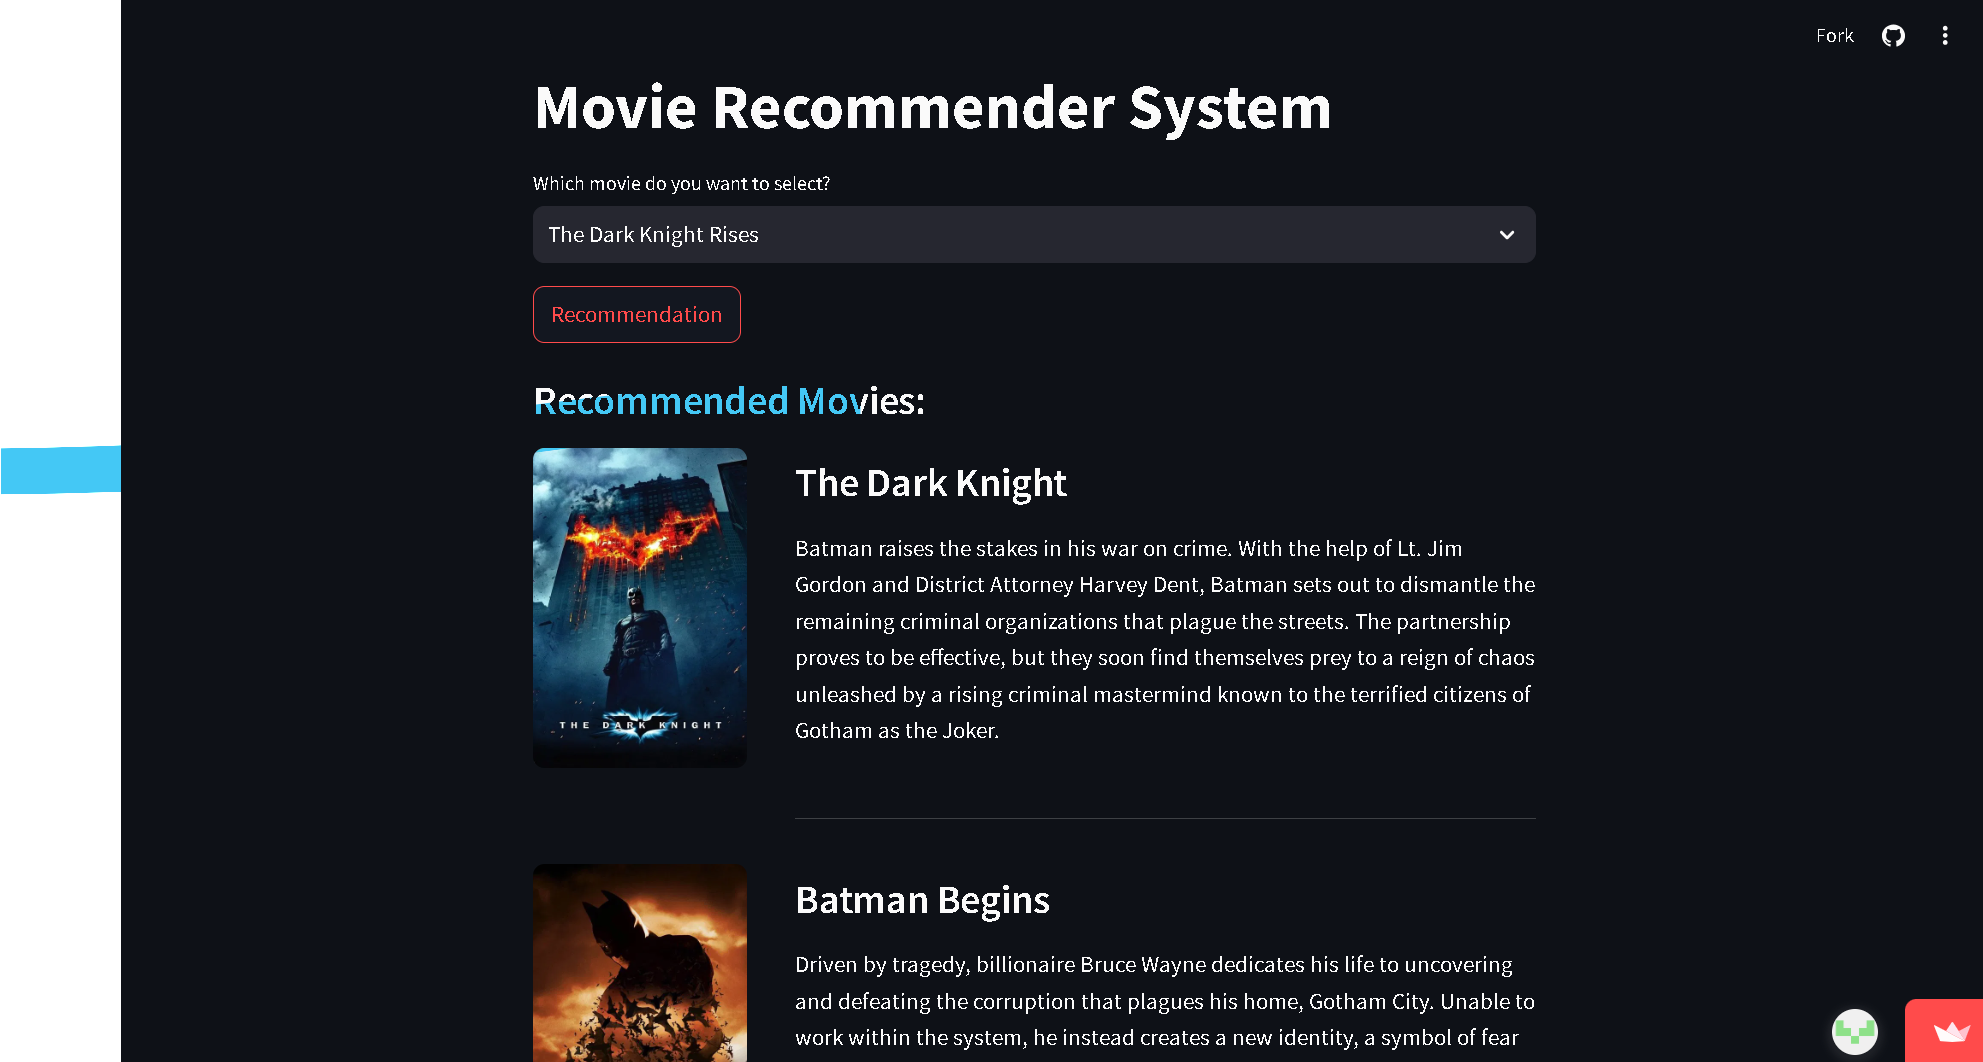 Fork
Movie Recommender System
Which movie do you want to select?
The Dark Knight Rises
Recommendation
Recommended Movies:
THE DARK KNIGHT
The Dark Knight
Batman raises the stakes in his war on crime. With the help of Lt. Jim
Gordon and District Attorney Harvey Dent, Batman sets out to dismantle the
remaining criminal organizations that plague the streets. The partnership
proves to be effective, but they soon find themselves prey to a reign of chaos
unleashed by a rising criminal mastermind known to the terrified citizens of
Gotham as the Joker.
Batman Begins
Driven by tragedy, billionaire Bruce Wayne dedicates his life to uncovering
and defeating the corruption that plagues his home, Gotham City. Unable to
work within the system, he instead creates a new identity, a symbol of fear